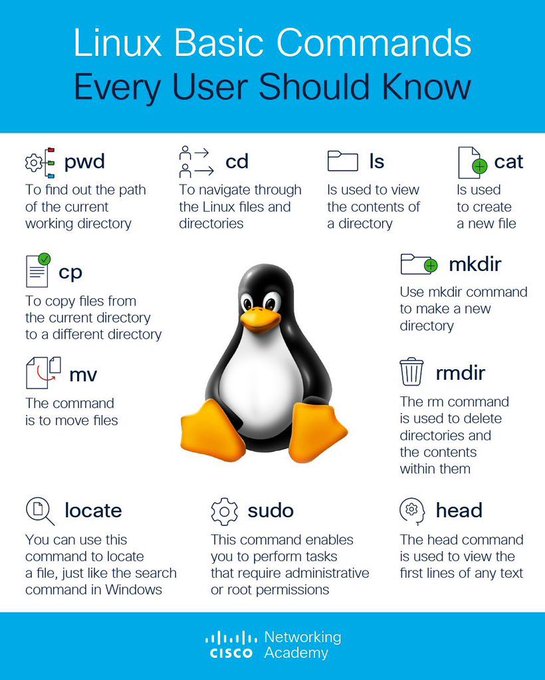 Linux Basic Commands
Every User Should Know
pwd
To find out the path
of the current
working directory
cd
To navigate through
the Linux files and
directories
ls
Is used to view
the contents of
a directory
cat
Is used
to create
a new file
cp
To copy files from
the current directory
to a different directory
mkdir
Use mkdir command
to make a new
directory
mv
The command
is to move files
rmdir
The rm command
is used to delete
directories and
the contents
within them
locate
You can use this
command to locate
a file, just like the search
command in Windows
sudo
This command enables
you to perform tasks
that require administrative
or root permissions
head
The head command
is used to view the
first lines of any text
CISCO
Networking
Academy